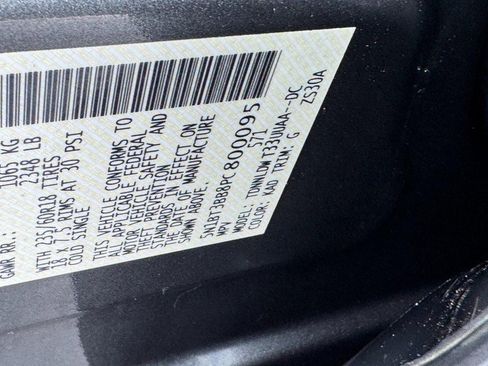 GAWR RR: 1065 KG
2348 LB
WITH 235/60R18 TIRES
18 X 7.5 RIMS AT 30 PSI
COLD SINGLE
THIS VEHICLE CONFORMS TO
ALL APPLICABLE FEDERAL
MOTOR VEHICLE SAFETY AND
THEFT PREVENTION
STANDARDS IN EFFECT ON
THE DATE OF MANUFACTURE
SHOWN ABOVE.
5N1BT3BB8PC800095
MPV 571
MODEL: TDNNLDW T33UUAA--DC
COLOR: KAD TRIM: G ZS30A